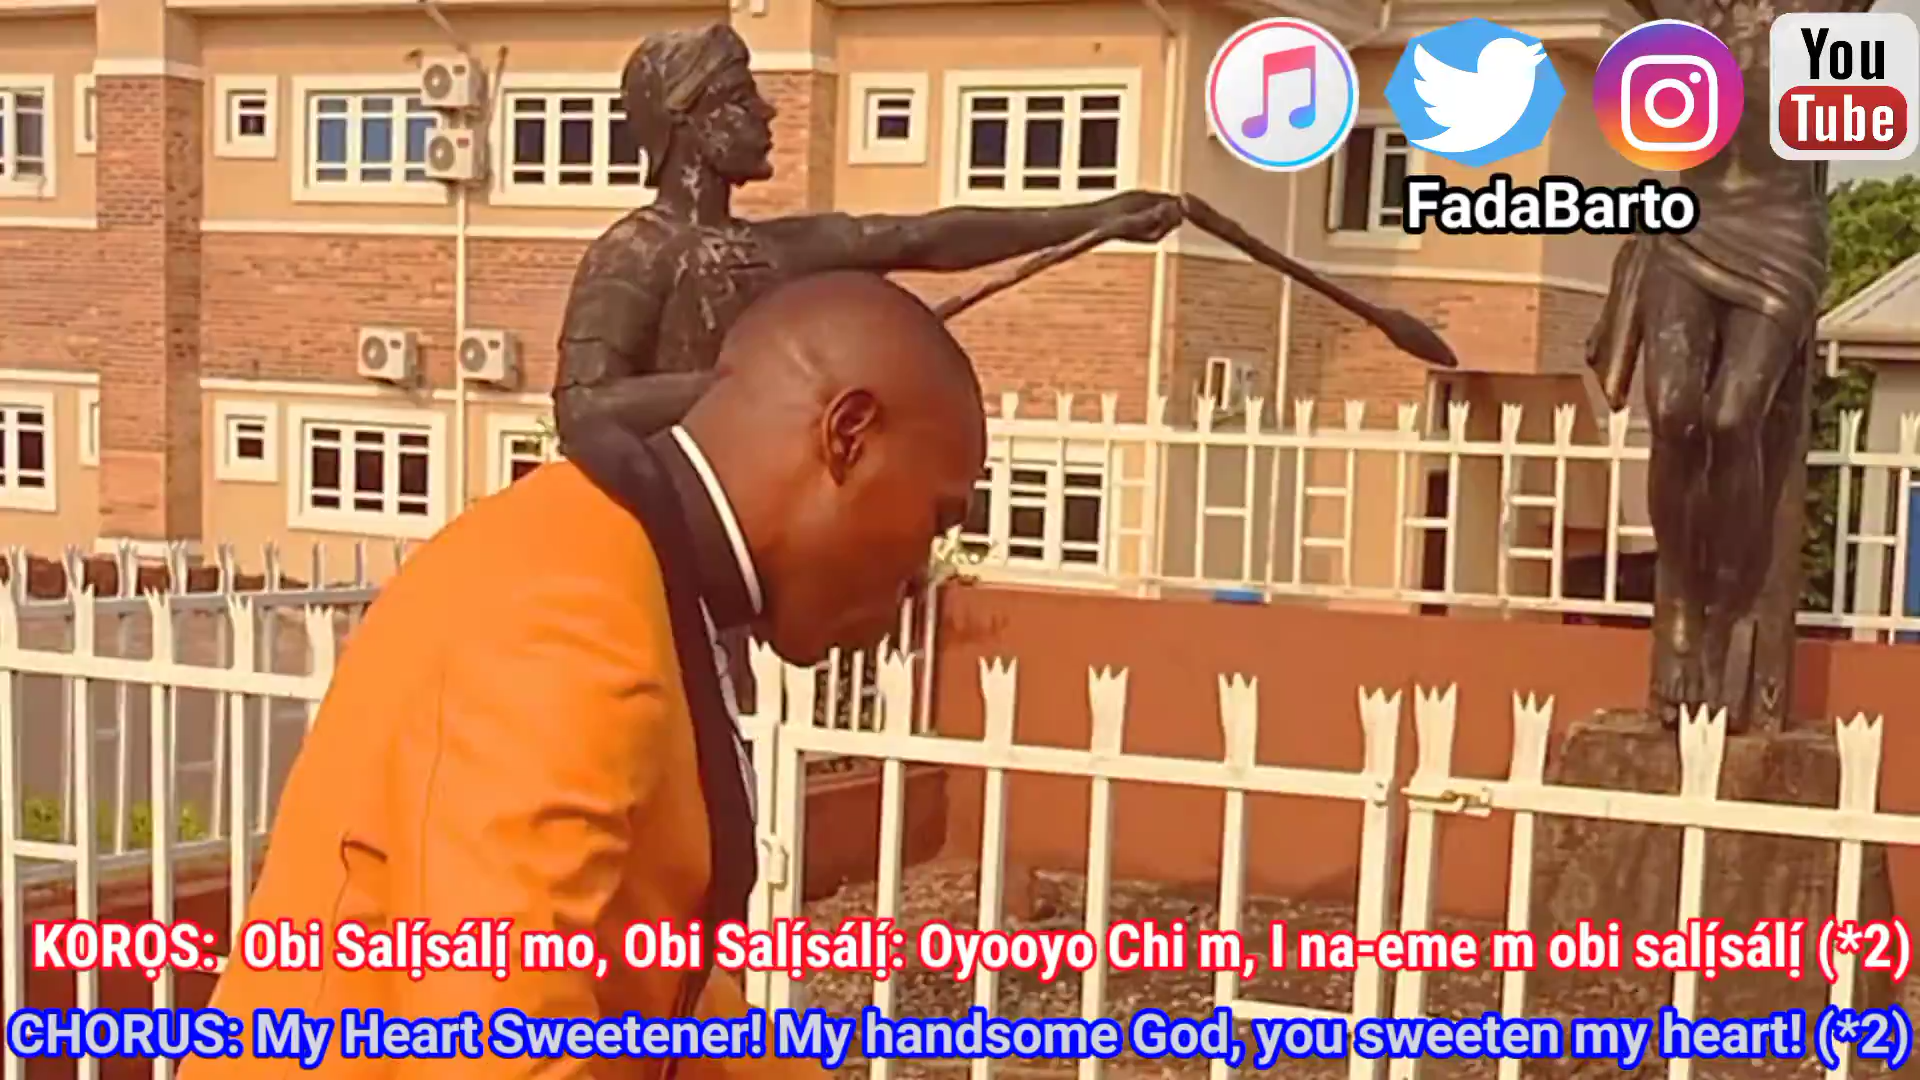 You
Tube
FadaBarto
KORỌS: Obi Salị́sálị́ mo, Obi Salị́sálị́: Oyooyo Chi m, I na-eme m obi salị́sálị́ (*2)
CHORUS: My Heart Sweetener! My handsome God, you sweeten my heart! (*2)